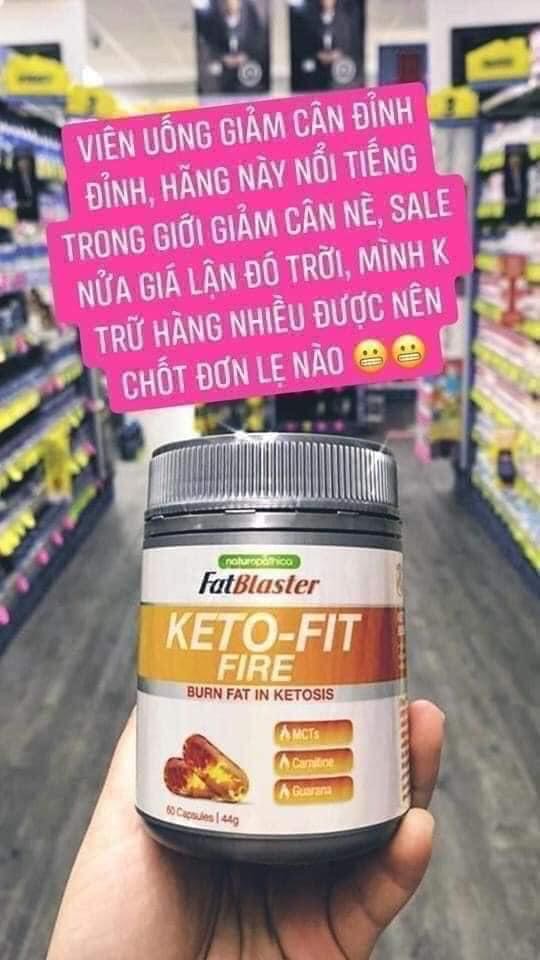 VIÊN UỐNG GIẢM CÂN ĐỈNH
ĐỈNH, HÃNG NÀY NỔI TIẾNG
TRONG GIỚI GIẢM CÂN NÈ, SALE
NỬA GIÁ LẬN ĐÓ TRỜI, MÌNH K
TRỮ HÀNG NHIỀU ĐƯỢC NÊN
CHỐT ĐƠN LẸ NÀO 😬😬
naturopathica
FatBlaster
KETO-FIT
FIRE
BURN FAT IN KETOSIS
MCTs
Carnitine
Guarana
60 Capsules | 44g